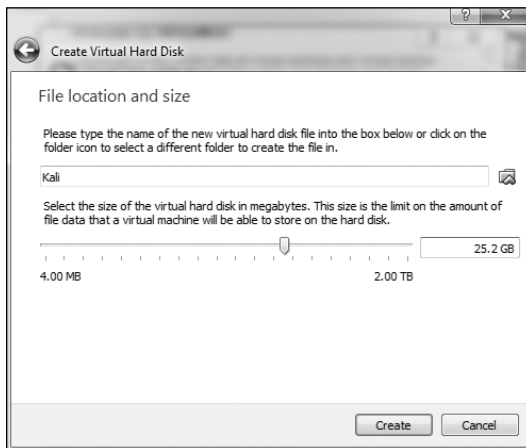 ?
X
Create Virtual Hard Disk
File location and size
Please type the name of the new virtual hard disk file into the box below or click on the
folder icon to select a different folder to create the file in.
Kali
Select the size of the virtual hard disk in megabytes. This size is the limit on the amount of
file data that a virtual machine will be able to store on the hard disk.
25.2 GB
4.00 MB
2.00 TB
Create
Cancel